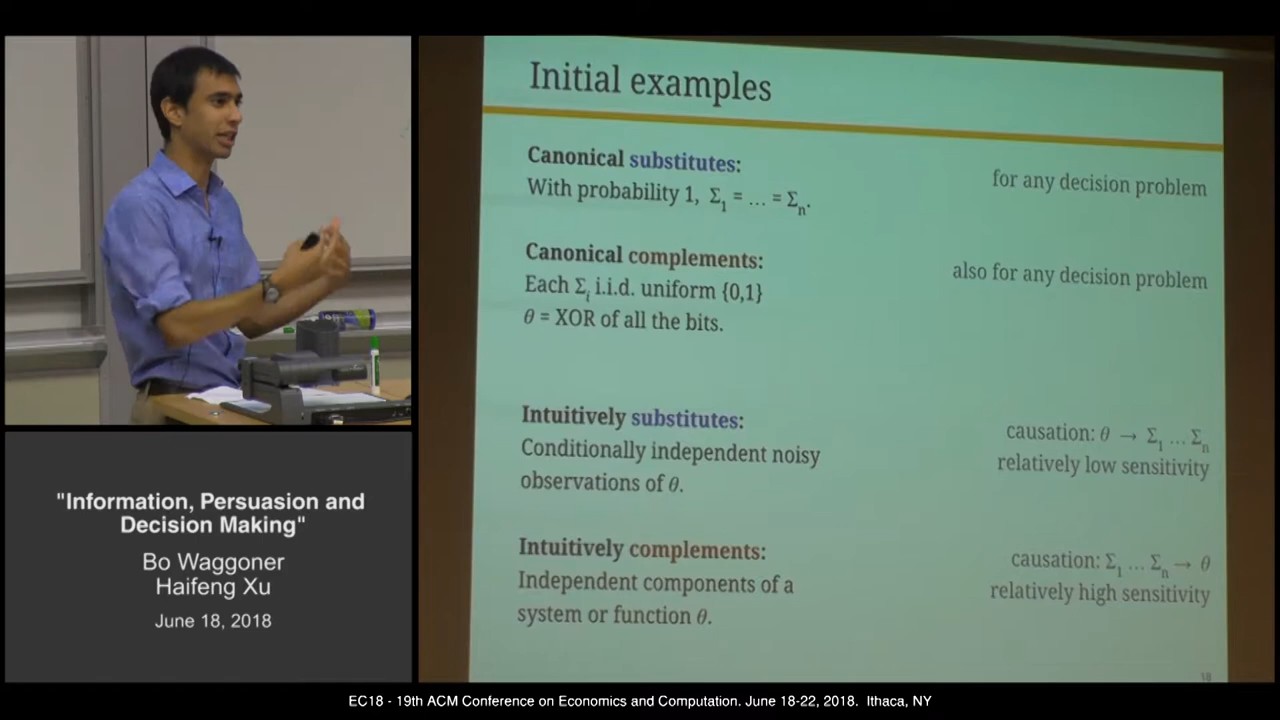 Initial examples
Canonical substitutes:
With probability 1, Σ1 = ... = Σn.
for any decision problem
Canonical complements:
Each Σi i.i.d. uniform {0,1}
also for any decision problem
θ = XOR of all the bits.
Intuitively substitutes:
Conditionally independent noisy
observations of θ.
causation: θ → Σ1 ... Σn
relatively low sensitivity
Intuitively complements:
Independent components of a
system or function θ.
causation: Σ1 ... Σn → θ
relatively high sensitivity
18
"Information, Persuasion and
Decision Making"
Bo Waggoner
Haifeng Xu
June 18, 2018
EC18 - 19th ACM Conference on Economics and Computation. June 18-22, 2018. Ithaca, NY